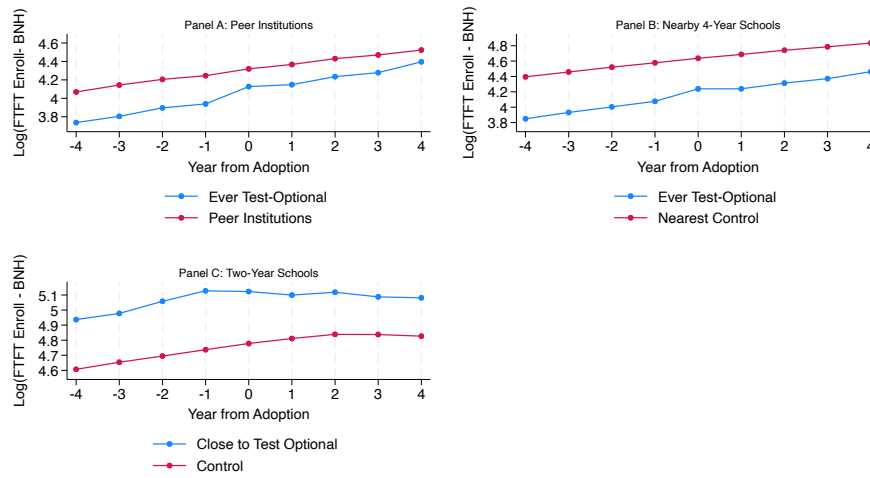 Panel A: Peer Institutions
Log(FTFT Enroll- BNH)
4.6
4.4
4.2
4
3.8
-4 -3 -2 -1 0 1 2 3 4
Year from Adoption
Ever Test-Optional
Peer Institutions
Panel B: Nearby 4-Year Schools
Log(FTFT Enroll - BNH)
4.8
4.6
4.4
4.2
4
3.8
-4 -3 -2 -1 0 1 2 3 4
Year from Adoption
Ever Test-Optional
Nearest Control
Panel C: Two-Year Schools
Log(FTFT Enroll - BNH)
5.1
5
4.9
4.8
4.7
4.6
-4 -3 -2 -1 0 1 2 3 4
Year from Adoption
Close to Test Optional
Control